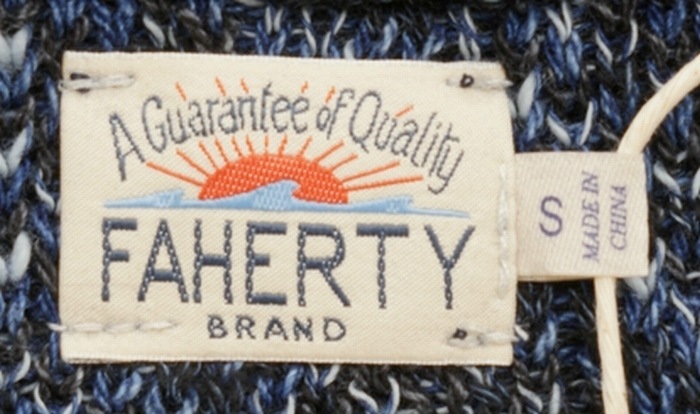 A Guarantee of Quality
FAHERTY
BRAND
S
MADE IN
CHINA